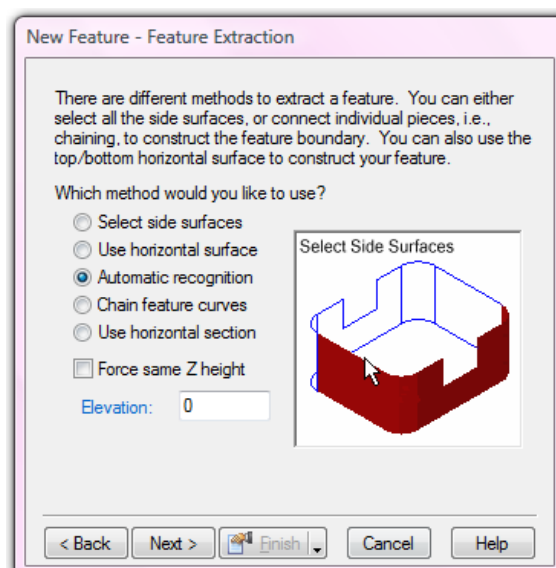 New Feature - Feature Extraction
There are different methods to extract a feature. You can either
select all the side surfaces, or connect individual pieces, i.e.,
chaining, to construct the feature boundary. You can also use the
top/bottom horizontal surface to construct your feature.
Which method would you like to use?
Select side surfaces
Use horizontal surface
Automatic recognition
Chain feature curves
Use horizontal section
Force same Z height
Elevation: 0
Select Side Surfaces
< Back Next > Finish Cancel Help